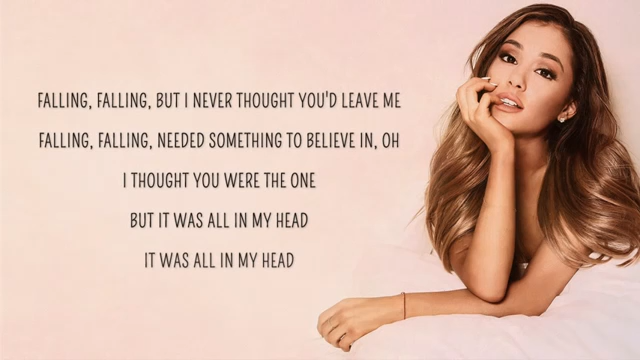 FALLING, FALLING, BUT I NEVER THOUGHT YOU'D LEAVE ME
FALLING, FALLING, NEEDED SOMETHING TO BELIEVE IN, OH
I THOUGHT YOU WERE THE ONE
BUT IT WAS ALL IN MY HEAD
IT WAS ALL IN MY HEAD